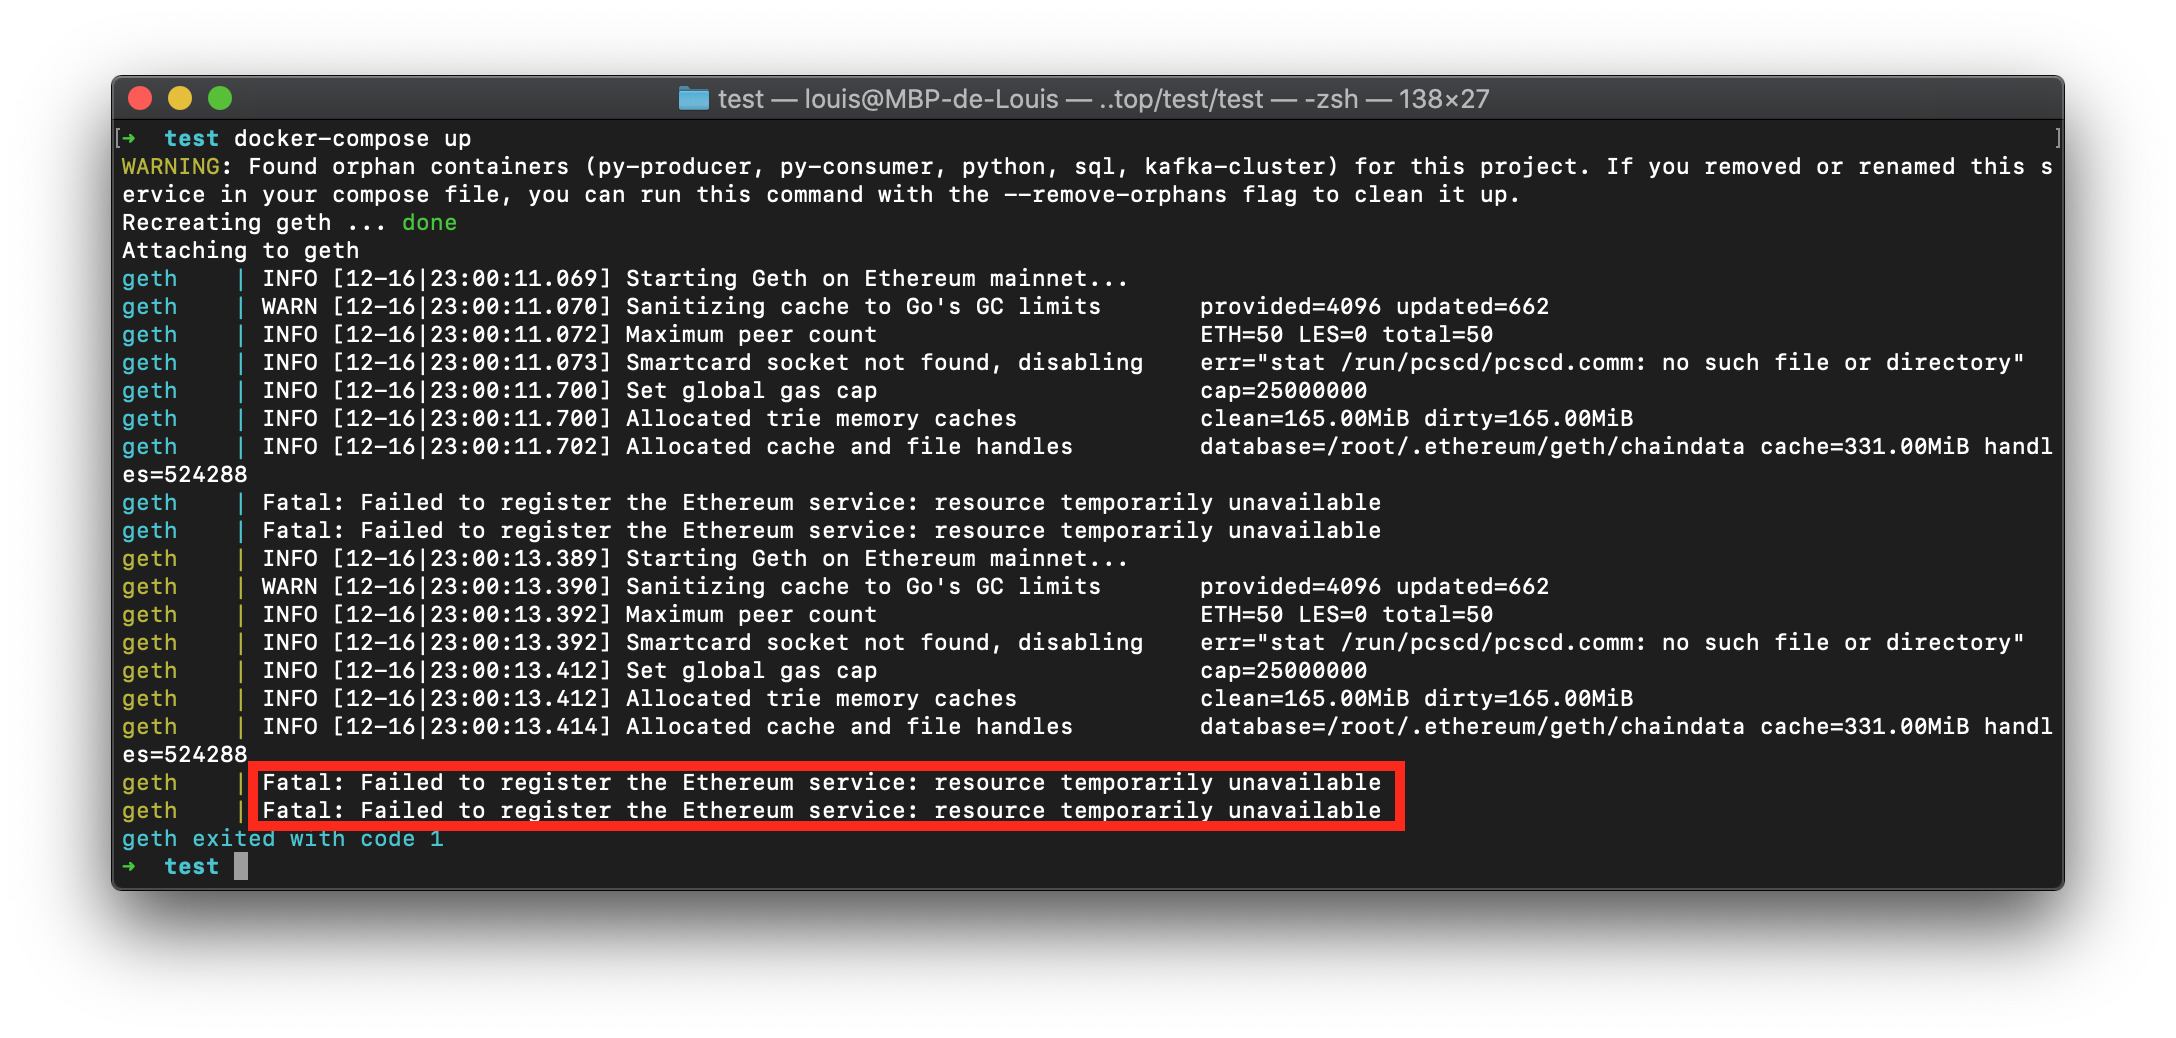 test — louis@MBP-de-Louis — ..top/test/test — -zsh — 138×27
[➜  test docker-compose up ]
WARNING: Found orphan containers (py-producer, py-consumer, python, sql, kafka-cluster) for this project. If you removed or renamed this s
ervice in your compose file, you can run this command with the --remove-orphans flag to clean it up.
Recreating geth ... done
Attaching to geth
geth    | INFO [12-16|23:00:11.069] Starting Geth on Ethereum mainnet...
geth    | WARN [12-16|23:00:11.070] Sanitizing cache to Go's GC limits       provided=4096 updated=662
geth    | INFO [12-16|23:00:11.072] Maximum peer count                       ETH=50 LES=0 total=50
geth    | INFO [12-16|23:00:11.073] Smartcard socket not found, disabling    err="stat /run/pcscd/pcscd.comm: no such file or directory"
geth    | INFO [12-16|23:00:11.700] Set global gas cap                       cap=25000000
geth    | INFO [12-16|23:00:11.700] Allocated trie memory caches             clean=165.00MiB dirty=165.00MiB
geth    | INFO [12-16|23:00:11.702] Allocated cache and file handles         database=/root/.ethereum/geth/chaindata cache=331.00MiB handl
es=524288
geth    | Fatal: Failed to register the Ethereum service: resource temporarily unavailable
geth    | Fatal: Failed to register the Ethereum service: resource temporarily unavailable
geth    | INFO [12-16|23:00:13.389] Starting Geth on Ethereum mainnet...
geth    | WARN [12-16|23:00:13.390] Sanitizing cache to Go's GC limits       provided=4096 updated=662
geth    | INFO [12-16|23:00:13.392] Maximum peer count                       ETH=50 LES=0 total=50
geth    | INFO [12-16|23:00:13.392] Smartcard socket not found, disabling    err="stat /run/pcscd/pcscd.comm: no such file or directory"
geth    | INFO [12-16|23:00:13.412] Set global gas cap                       cap=25000000
geth    | INFO [12-16|23:00:13.412] Allocated trie memory caches             clean=165.00MiB dirty=165.00MiB
geth    | INFO [12-16|23:00:13.414] Allocated cache and file handles         database=/root/.ethereum/geth/chaindata cache=331.00MiB handl
es=524288
geth    | Fatal: Failed to register the Ethereum service: resource temporarily unavailable
geth    | Fatal: Failed to register the Ethereum service: resource temporarily unavailable
geth exited with code 1
➜  test